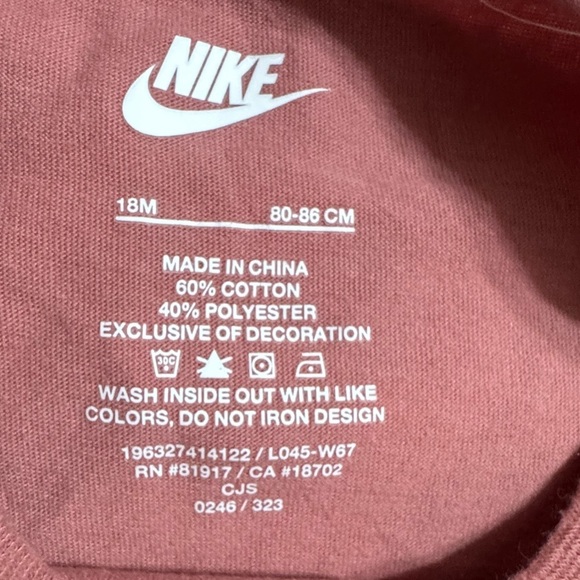 NIKE
18M 80-86 CM
MADE IN CHINA
60% COTTON
40% POLYESTER
EXCLUSIVE OF DECORATION
30C
WASH INSIDE OUT WITH LIKE
COLORS, DO NOT IRON DESIGN
196327414122 / L045-W67
RN #81917 / CA #18702
CJS
0246 / 323